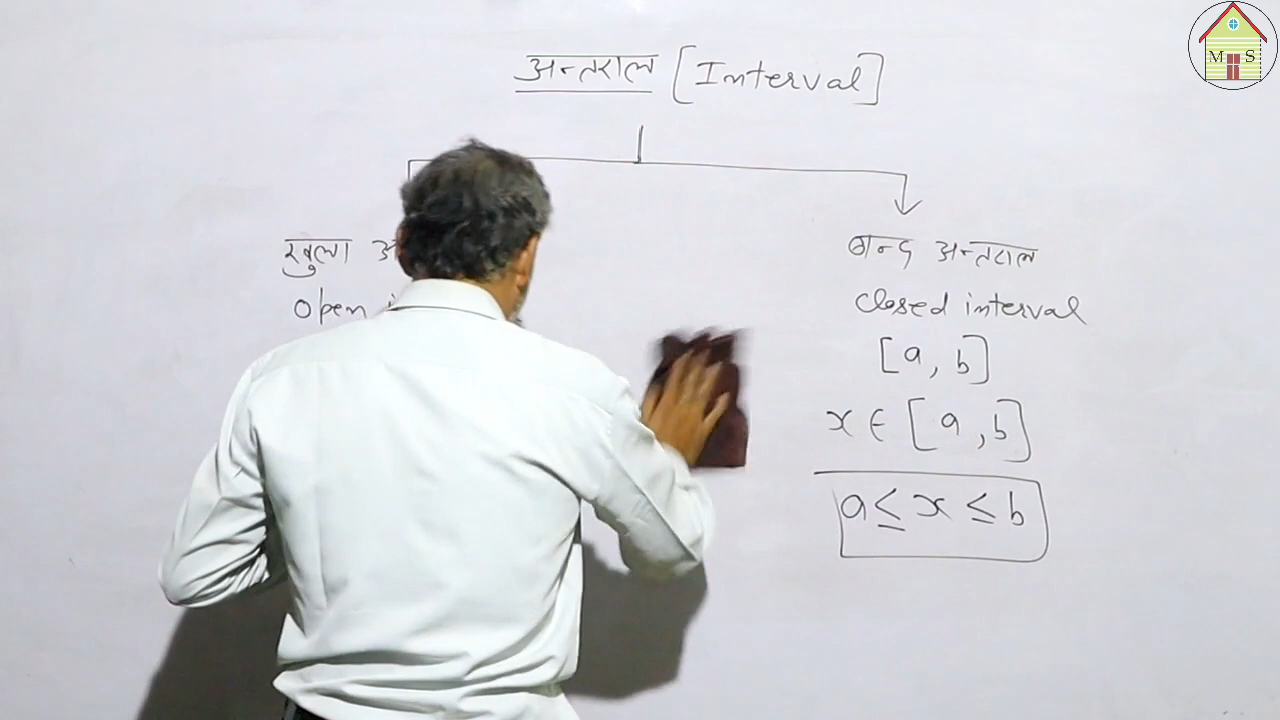 अन्तराल [Interval]
खुला
open
बन्द अन्तराल
closed interval
[a, b]
x ∈ [a, b]
a ≤ x ≤ b
M S